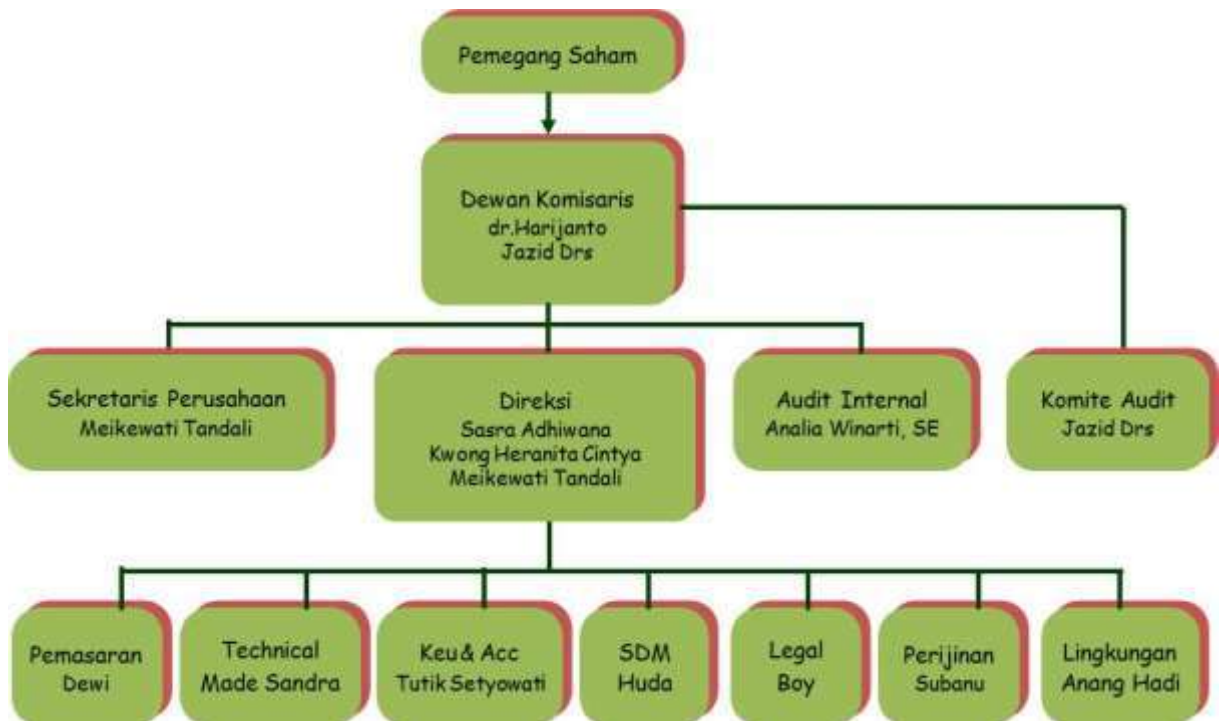 Pemegang Saham
Dewan Komisaris
dr.Harijanto
Jazid Drs
Sekretaris Perusahaan
Meikewati Tandali
Direksi
Sasra Adhiwana
Kwong Heranita Cintya
Meikewati Tandali
Audit Internal
Analia Winarti, SE
Komite Audit
Jazid Drs
Pemasaran
Dewi
Technical
Made Sandra
Keu & Acc
Tutik Setyowati
SDM
Huda
Legal
Boy
Perijinan
Subanu
Lingkungan
Anang Hadi